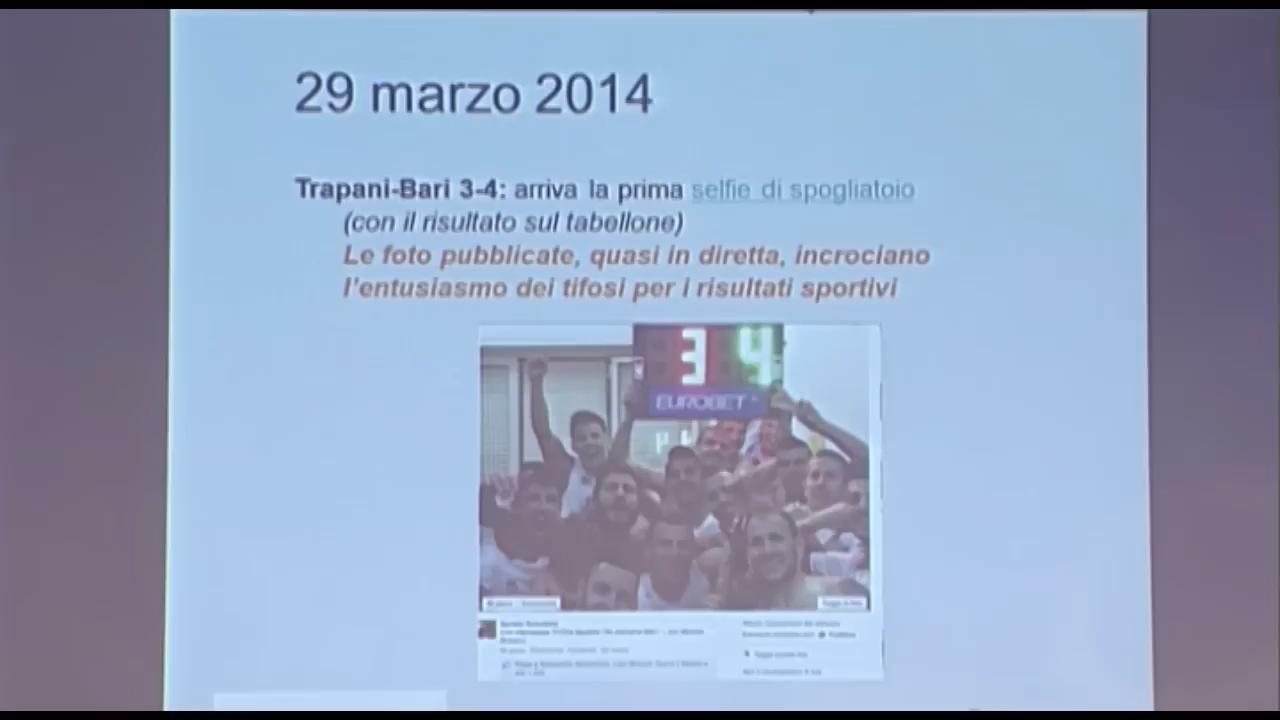 29 marzo 2014
Trapani-Bari 3-4: arriva la prima selfie di spogliatoio
(con il risultato sul tabellone)
Le foto pubblicate, quasi in diretta, incrociano
l'entusiasmo dei tifosi per i risultati sportivi
3 4
EUROBET